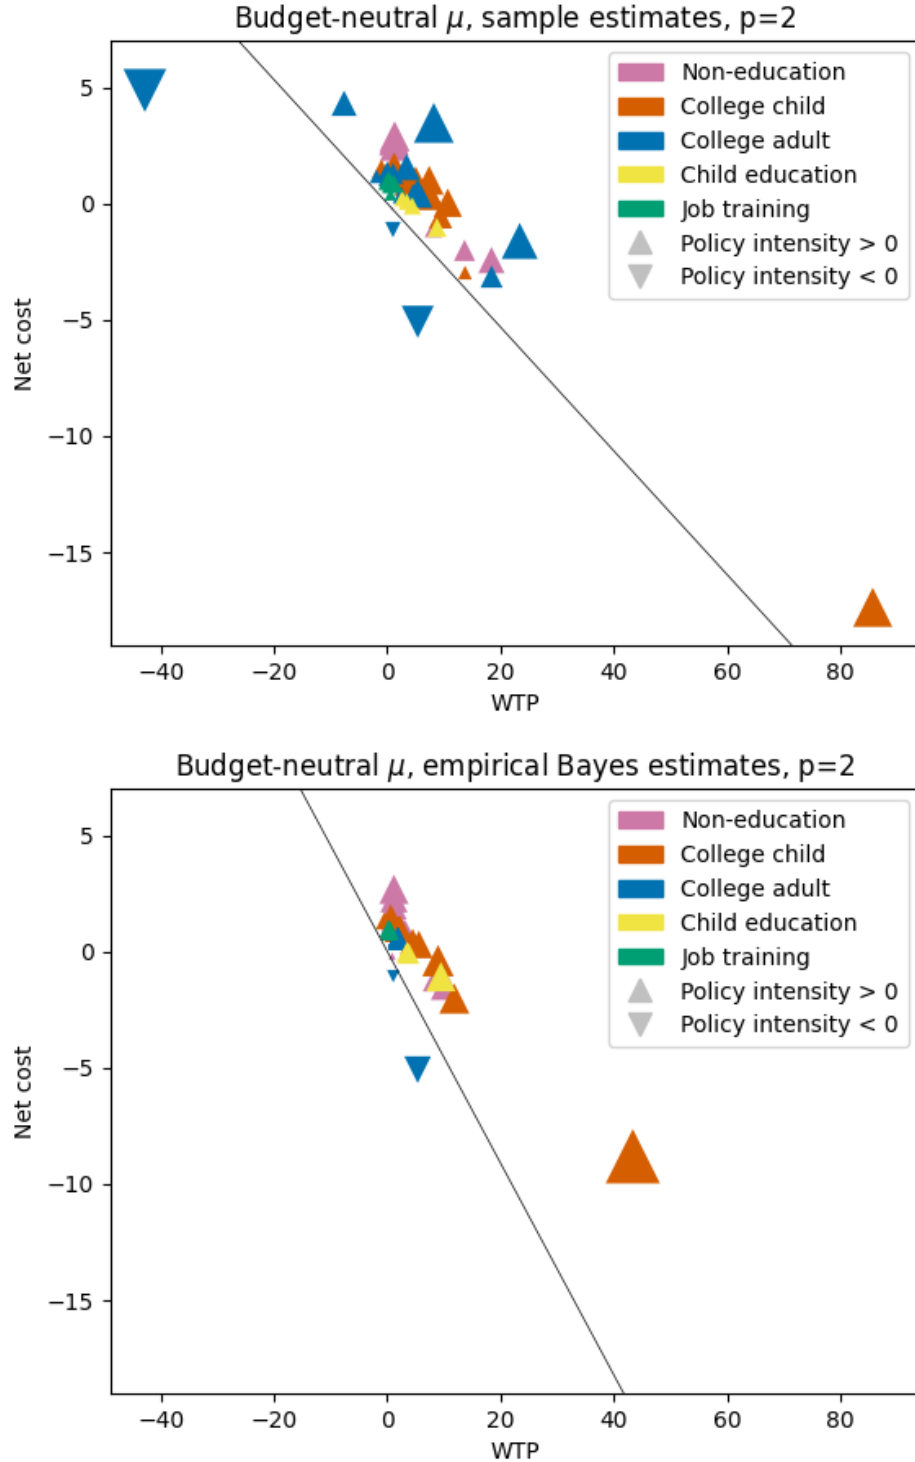 Budget-neutral μ, sample estimates, p=2
Non-education
College child
College adult
Child education
Job training
Policy intensity > 0
Policy intensity < 0
5
0
−5
−10
−15
Net cost
−40
−20
0
20
40
60
80
WTP
Budget-neutral μ, empirical Bayes estimates, p=2
Non-education
College child
College adult
Child education
Job training
Policy intensity > 0
Policy intensity < 0
5
0
−5
−10
−15
Net cost
−40
−20
0
20
40
60
80
WTP